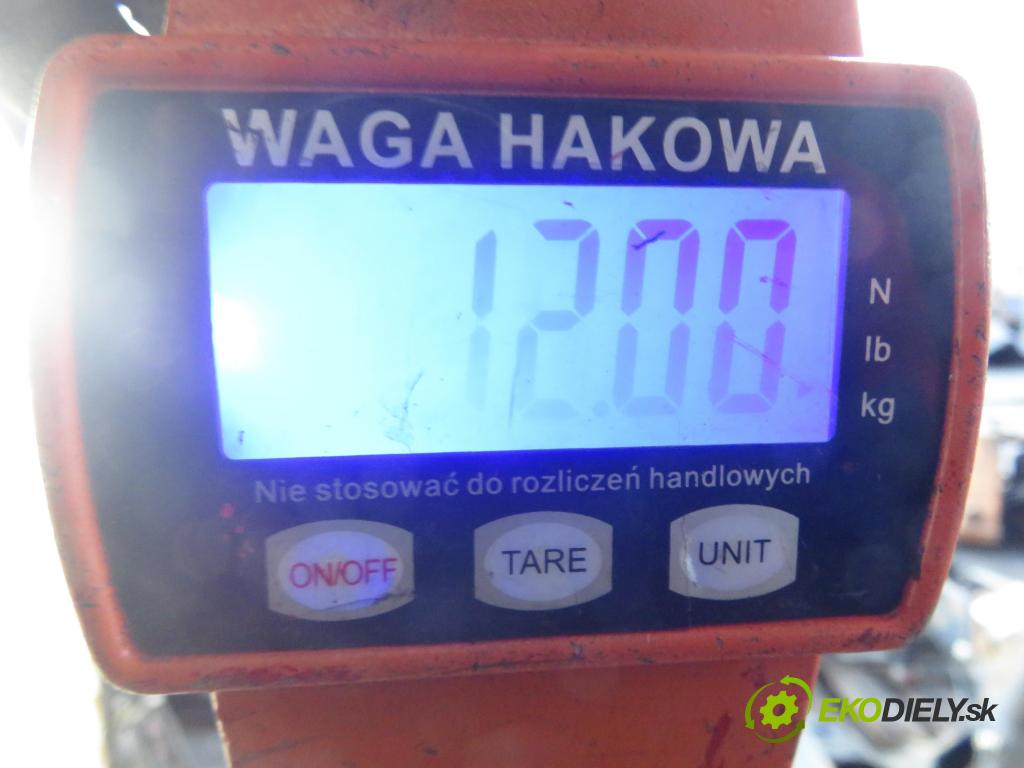 WAGA HAKOWA
12.00
N
lb
kg
Nie stosować do rozliczeń handlowych
ON/OFF TARE UNIT
EKODIELY.sk